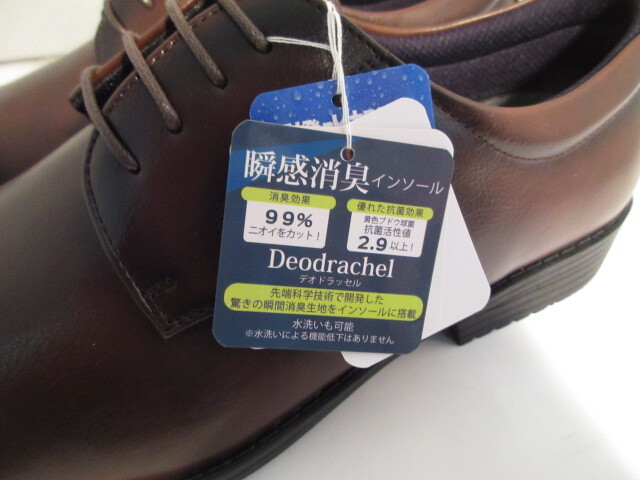 瞬感消臭インソール
消臭効果
99%
ニオイをカット!
優れた抗菌効果
黄色ブドウ球菌
抗菌活性値
2.9以上!
Deodrachel
デオドラッセル
先端科学技術で開発した
驚きの瞬間消臭生地をインソールに搭載
水洗いも可能
※水洗いによる機能低下はありません